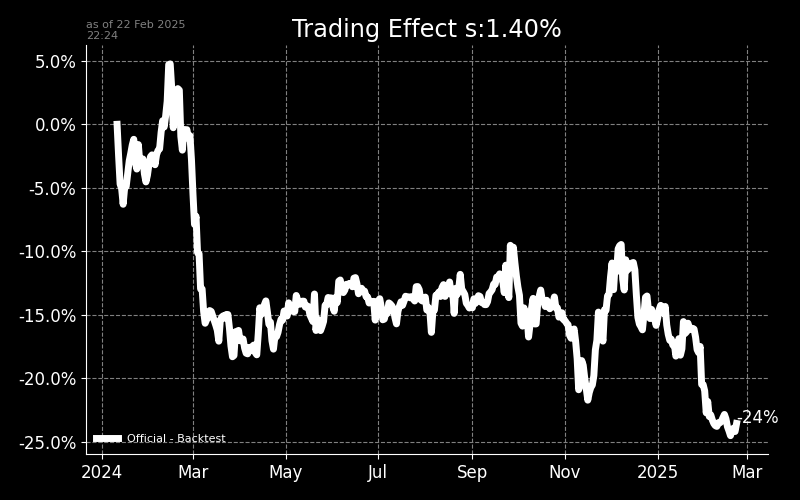 as of 22 Feb 2025
22:24
Trading Effect s:1.40%
5.0%
0.0%
-5.0%
-10.0%
-15.0%
-20.0%
-25.0%
-24%
Official - Backtest
2024 Mar May Jul Sep Nov 2025 Mar